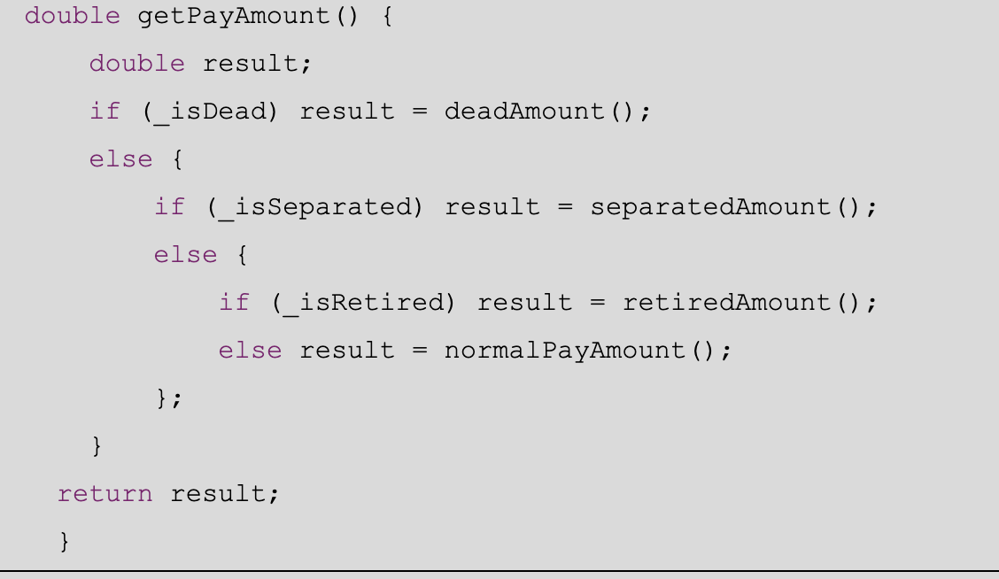 double getPayAmount() {
double result;
if (_isDead) result = deadAmount();
else {
if (_isSeparated) result = separatedAmount();
else {
if (_isRetired) result = retiredAmount();
else result = normalPayAmount();
};
}
return result;
}